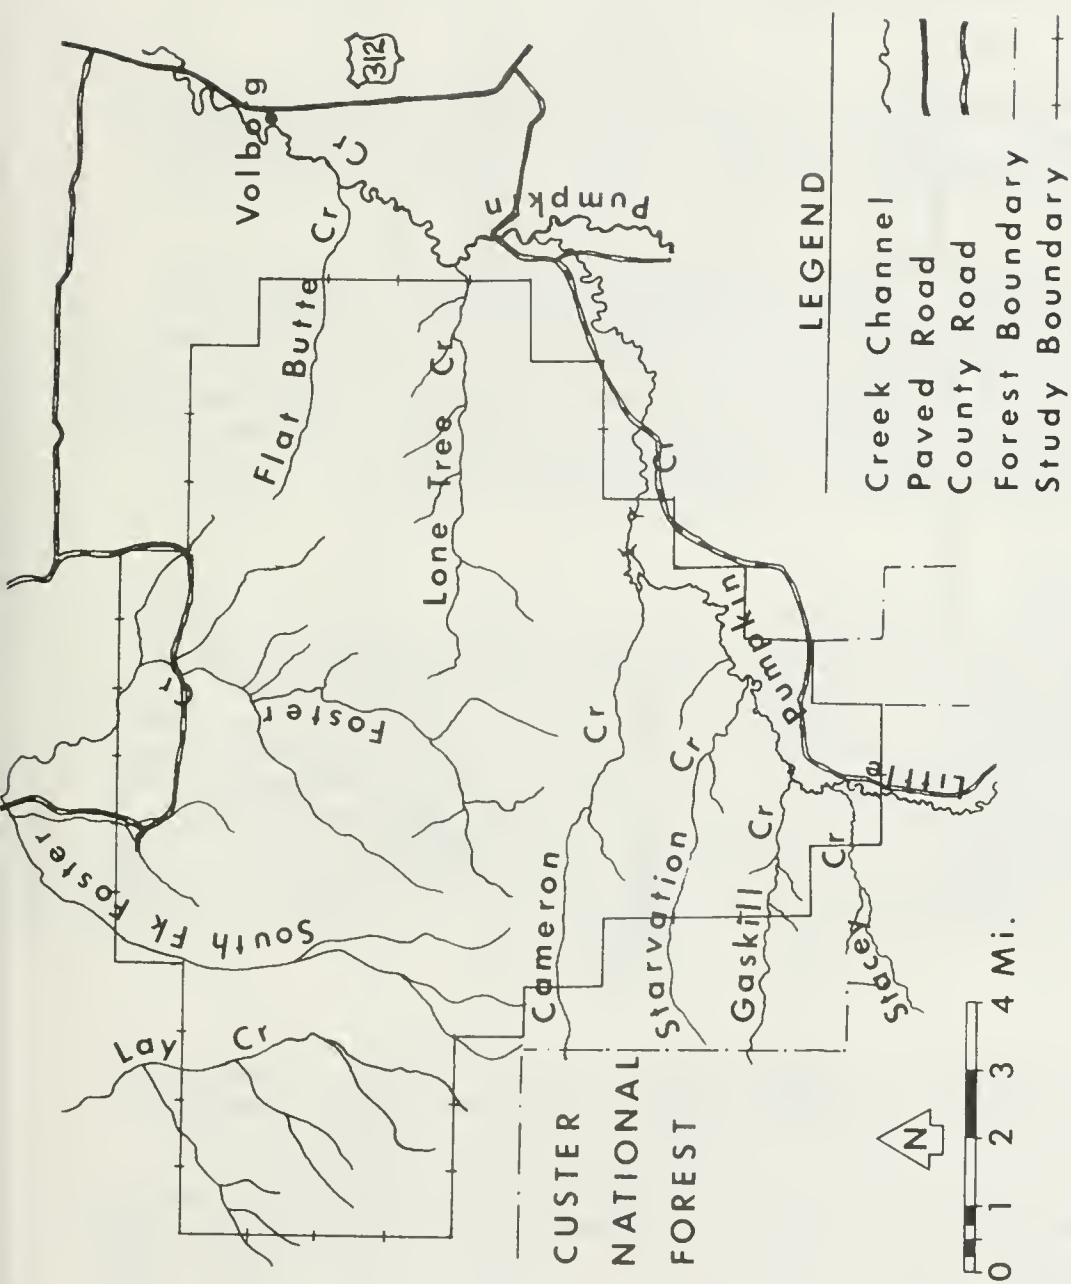 Volborg
312
Flat Butte Cr
Cr
Pumpkin
Lone Tree Cr
Foster
Cr
South Fk Foster
Lay Cr
Cameron Cr
Starvation Cr
Gaskill Cr
Stacey Cr
Little Pumpkin Cr
CUSTER
NATIONAL
FOREST
N
0 1 2 3 4 Mi.
LEGEND
Creek Channel
Paved Road
County Road
Forest Boundary
Study Boundary